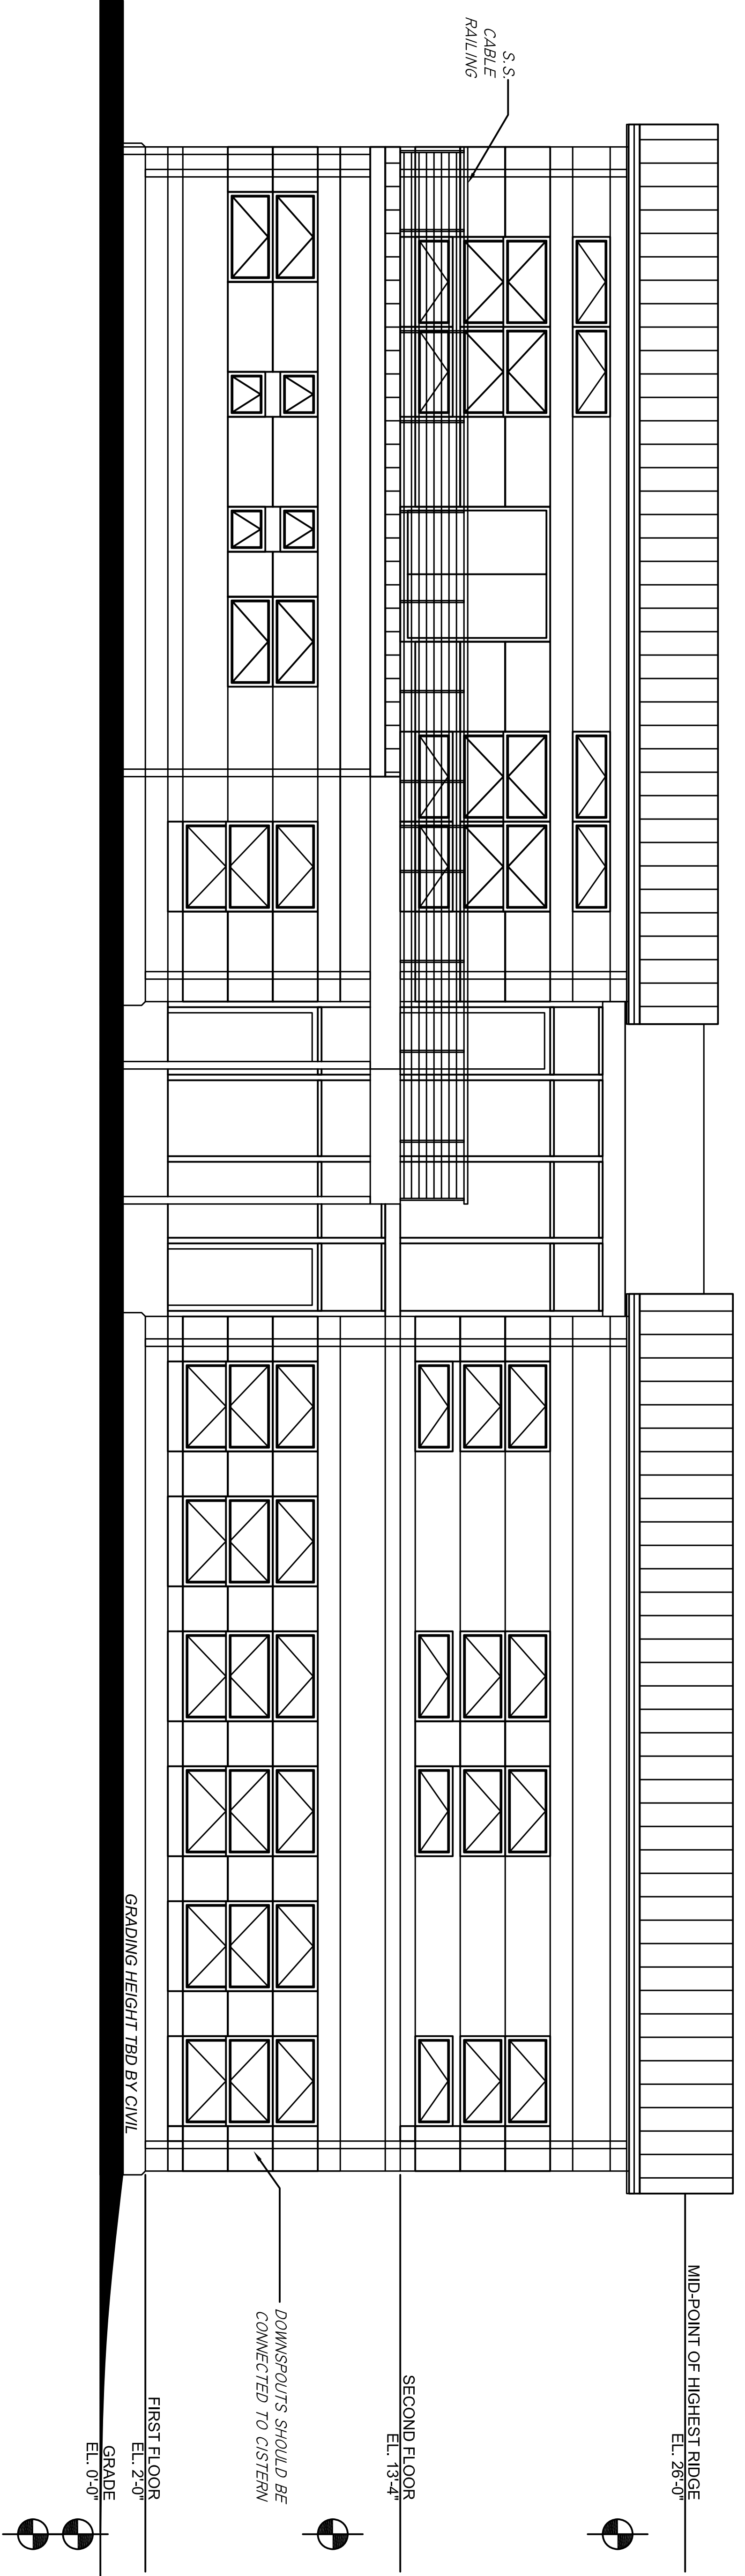 S.S.
CABLE
RAILING
MID-POINT OF HIGHEST RIDGE
EL. 26'-0"
SECOND FLOOR
EL. 13'-4"
DOWNSPOUTS SHOULD BE
CONNECTED TO CISTERN
FIRST FLOOR
EL. 2'-0"
GRADING HEIGHT TBD BY CIVIL
GRADE
EL. 0'-0"